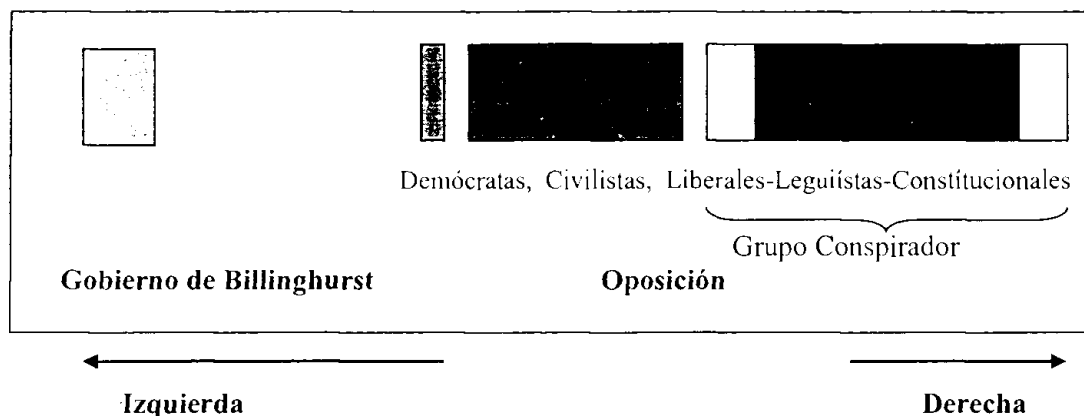 Demócratas, Civilistas, Liberales-Leguiístas-Constitucionales
Grupo Conspirador
Gobierno de Billinghurst Oposición
Izquierda Derecha